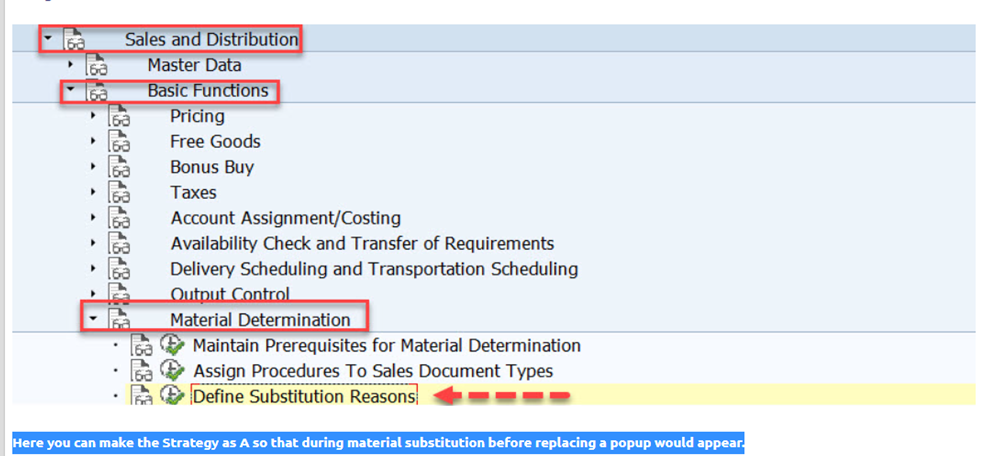 Sales and Distribution
Master Data
Basic Functions
Pricing
Free Goods
Bonus Buy
Taxes
Account Assignment/Costing
Availability Check and Transfer of Requirements
Delivery Scheduling and Transportation Scheduling
Output Control
Material Determination
Maintain Prerequisites for Material Determination
Assign Procedures To Sales Document Types
Define Substitution Reasons
Here you can make the Strategy as A so that during material substitution before replacing a popup would appear.